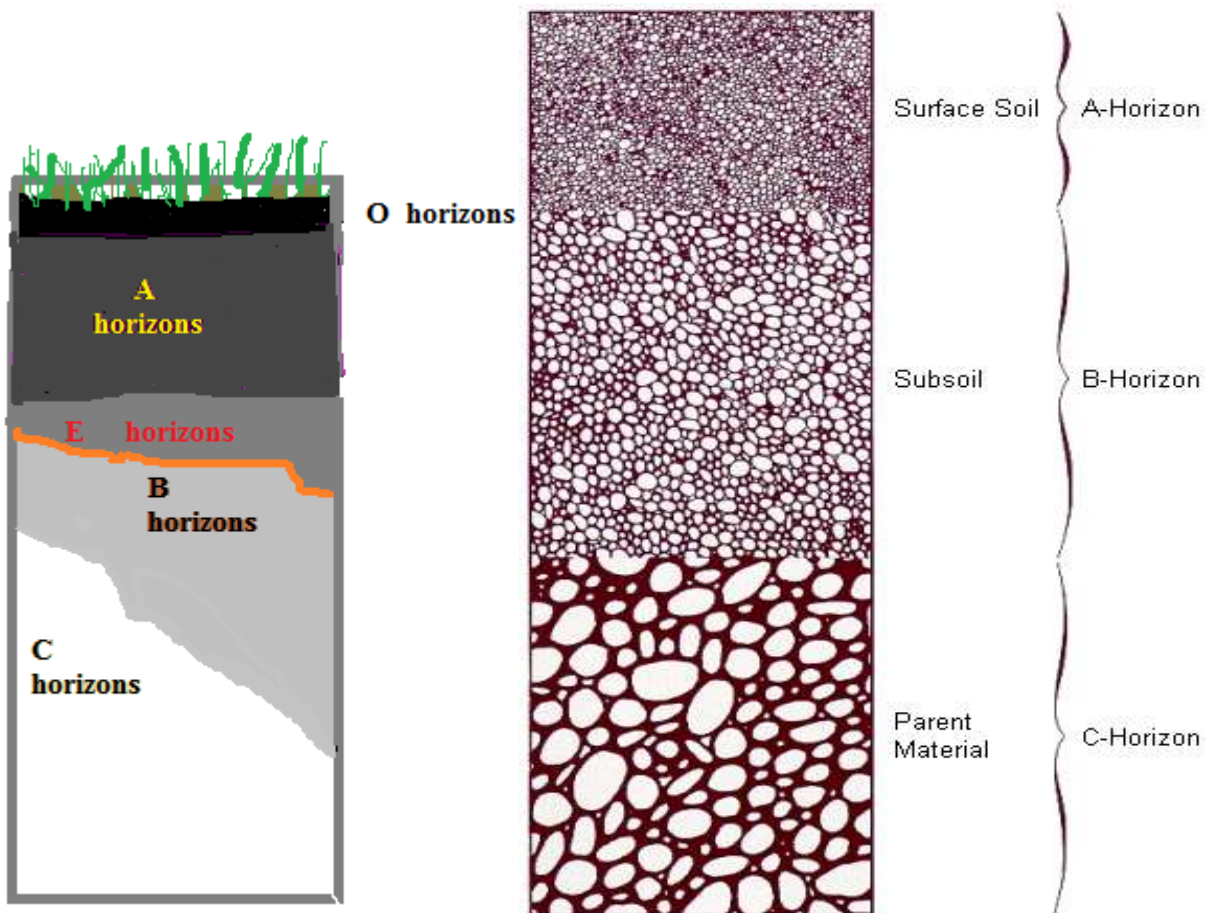 O horizons
A
horizons
E horizons
B
horizons
C
horizons
Surface Soil
A-Horizon
Subsoil
B-Horizon
Parent
Material
C-Horizon